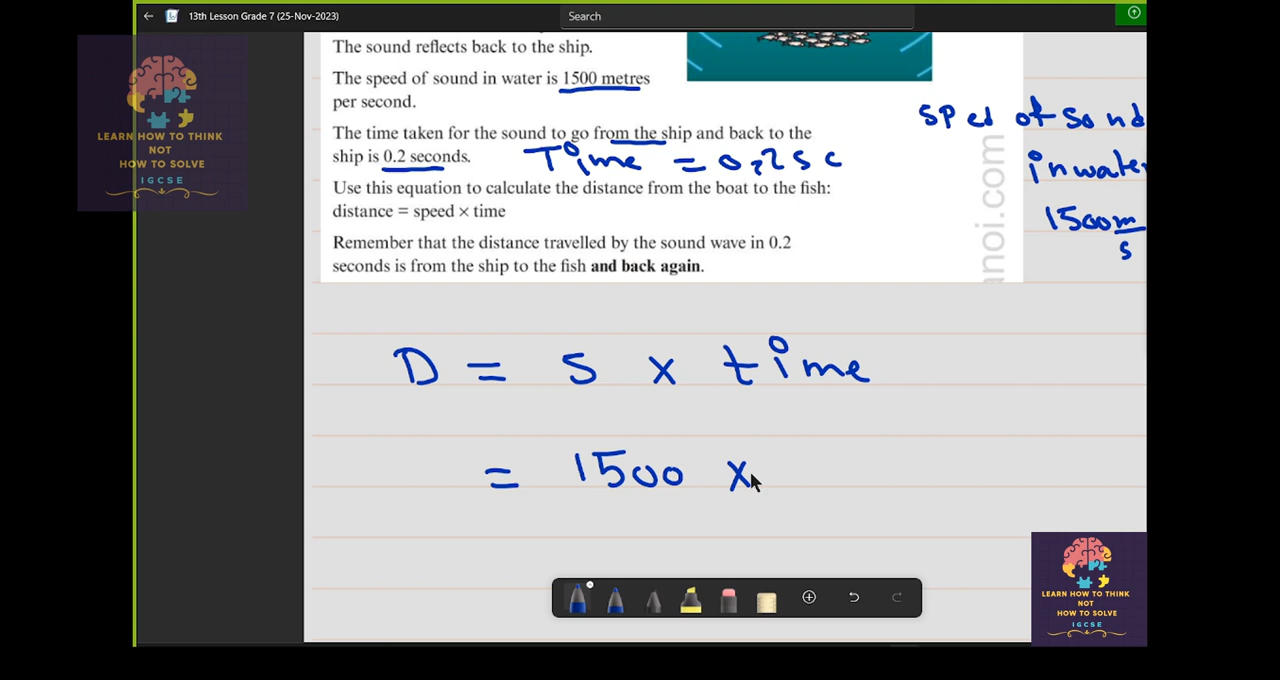 13th Lesson Grade 7 (25-Nov-2023)
Search
LEARN HOW TO THINK
NOT
HOW TO SOLVE
IGCSE
The sound reflects back to the ship.
The speed of sound in water is 1500 metres
per second.
The time taken for the sound to go from the ship and back to the
ship is 0.2 seconds.
Time = 0,2 s c
Use this equation to calculate the distance from the boat to the fish:
distance = speed × time
Remember that the distance travelled by the sound wave in 0.2
seconds is from the ship to the fish and back again.
sped of sond
in water
1500 m
s
anoi.com
D = S x time
= 1500 x
LEARN HOW TO THINK
NOT
HOW TO SOLVE
IGCSE